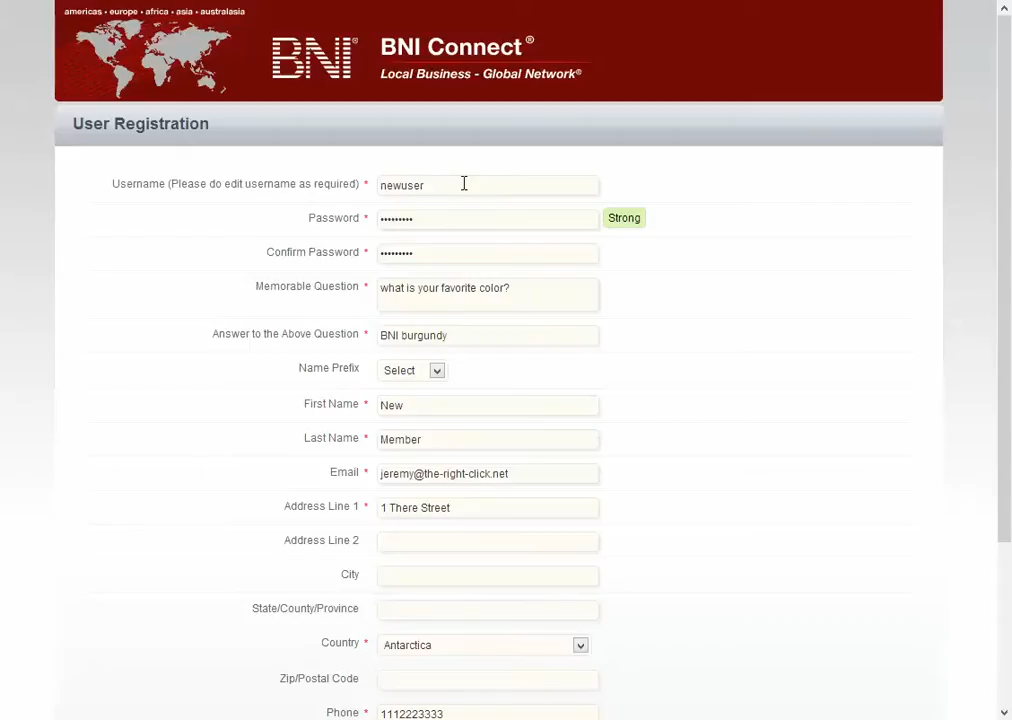 americas • europe • africa • asia • australasia
BNI®
BNI Connect®
Local Business - Global Network®
User Registration
Username (Please do edit username as required) * newuser
Password * ••••••••• Strong
Confirm Password * •••••••••
Memorable Question * what is your favorite color?
Answer to the Above Question * BNI burgundy
Name Prefix Select
First Name * New
Last Name * Member
Email * jeremy@the-right-click.net
Address Line 1 * 1 There Street
Address Line 2
City
State/County/Province
Country * Antarctica
Zip/Postal Code
Phone * 1112223333